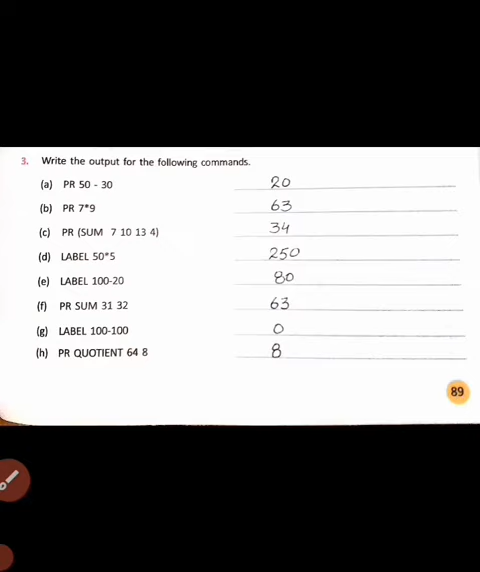 3. Write the output for the following commands.
(a) PR 50 - 30 20
(b) PR 7*9 63
(c) PR (SUM 7 10 13 4) 34
(d) LABEL 50*5 250
(e) LABEL 100-20 80
(f) PR SUM 31 32 63
(g) LABEL 100-100 0
(h) PR QUOTIENT 64 8 8
89